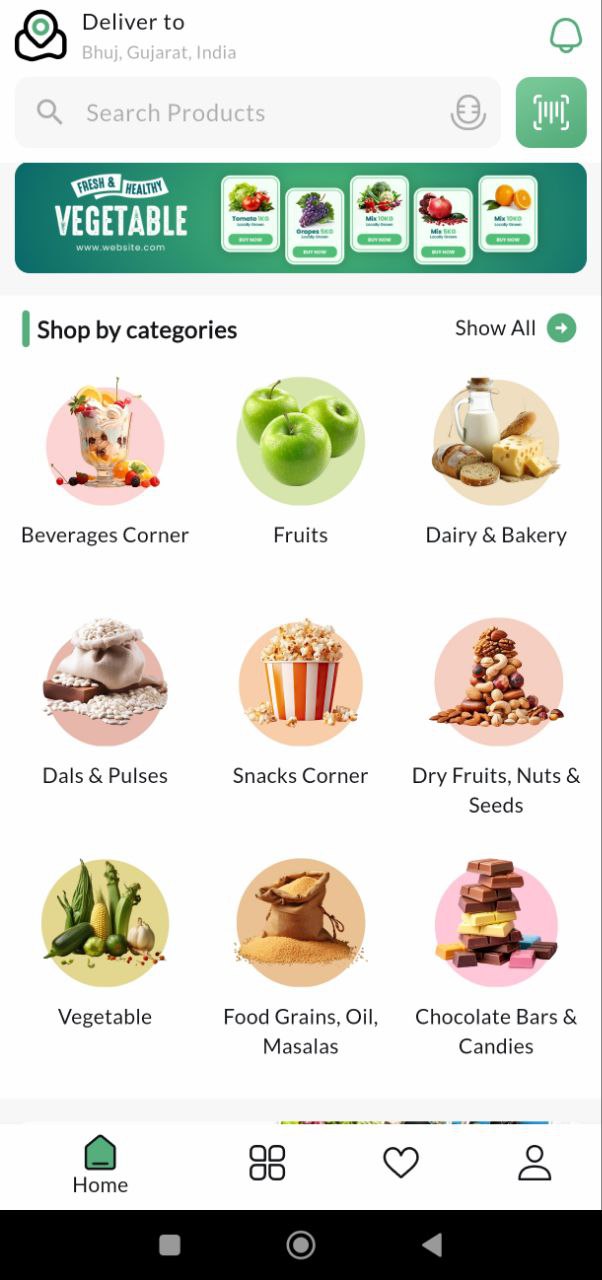 Deliver to
Bhuj, Gujarat, India
Search Products
FRESH & HEALTHY
VEGETABLE
www.website.com
Tomato 1KG
Locally Grown
BUY NOW
Grapes 5KG
Locally Grown
BUY NOW
Mix 10KG
Locally Grown
BUY NOW
Mix 5KG
Locally Grown
BUY NOW
Mix 10KG
Locally Grown
BUY NOW
Shop by categories
Show All
Beverages Corner
Fruits
Dairy & Bakery
Dals & Pulses
Snacks Corner
Dry Fruits, Nuts &
Seeds
Vegetable
Food Grains, Oil,
Masalas
Chocolate Bars &
Candies
Home